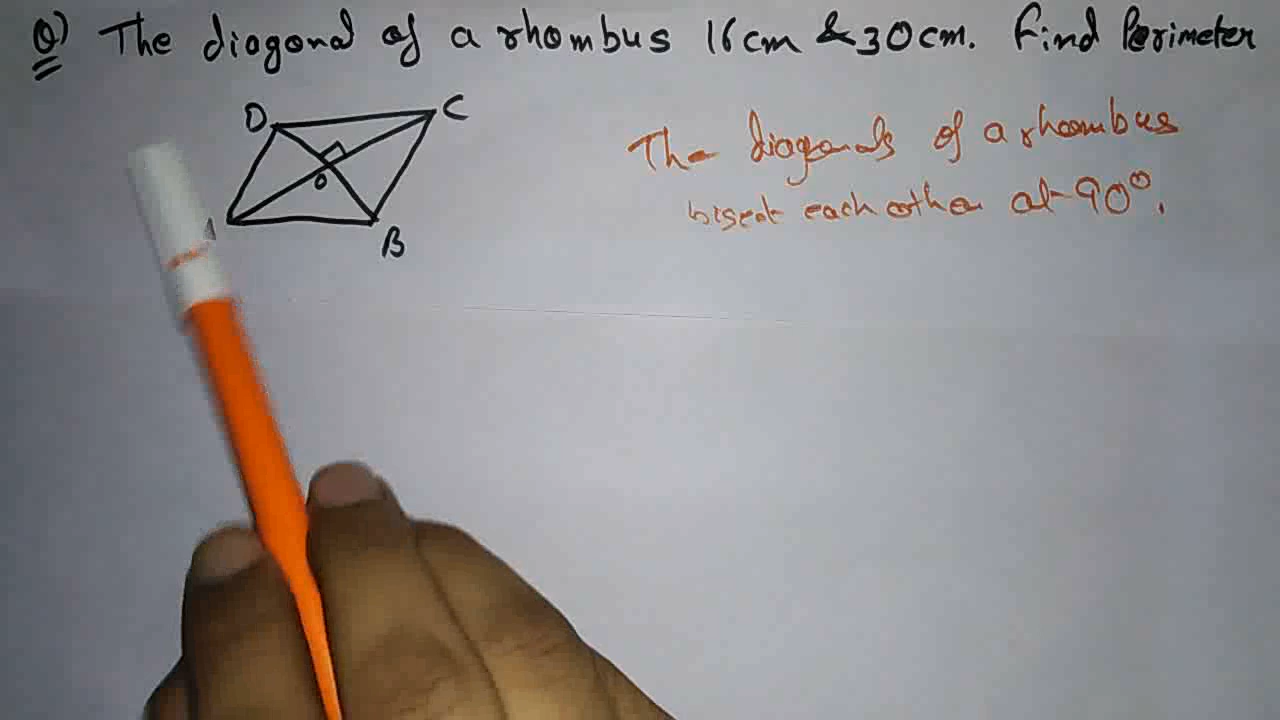 Q) The diagonal of a rhombus 16cm & 30cm. Find Perimeter
D C
The diagonals of a rhombus
O
bisect each other at 90°.
A B